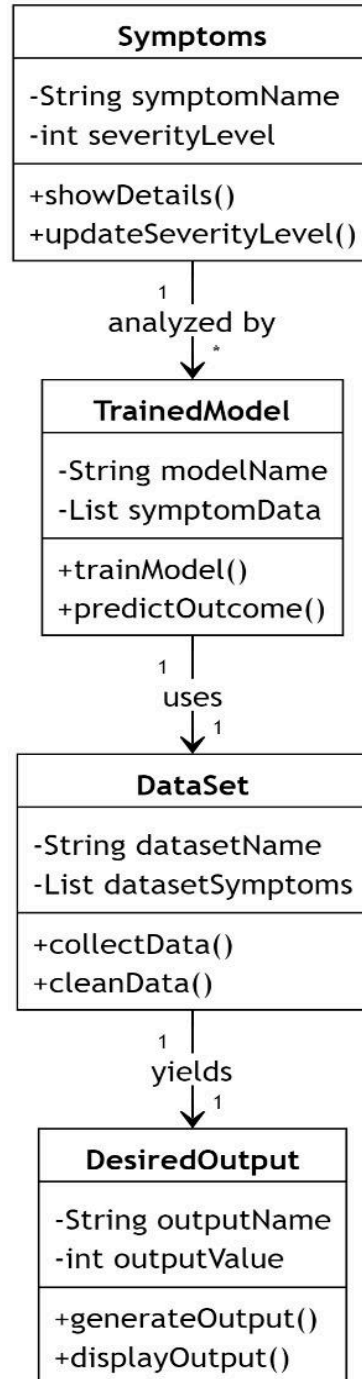 Symptoms
-String symptomName
-int severityLevel
+showDetails()
+updateSeverityLevel()
1
analyzed by
*
TrainedModel
-String modelName
-List symptomData
+trainModel()
+predictOutcome()
1
uses
1
DataSet
-String datasetName
-List datasetSymptoms
+collectData()
+cleanData()
1
yields
1
DesiredOutput
-String outputName
-int outputValue
+generateOutput()
+displayOutput()